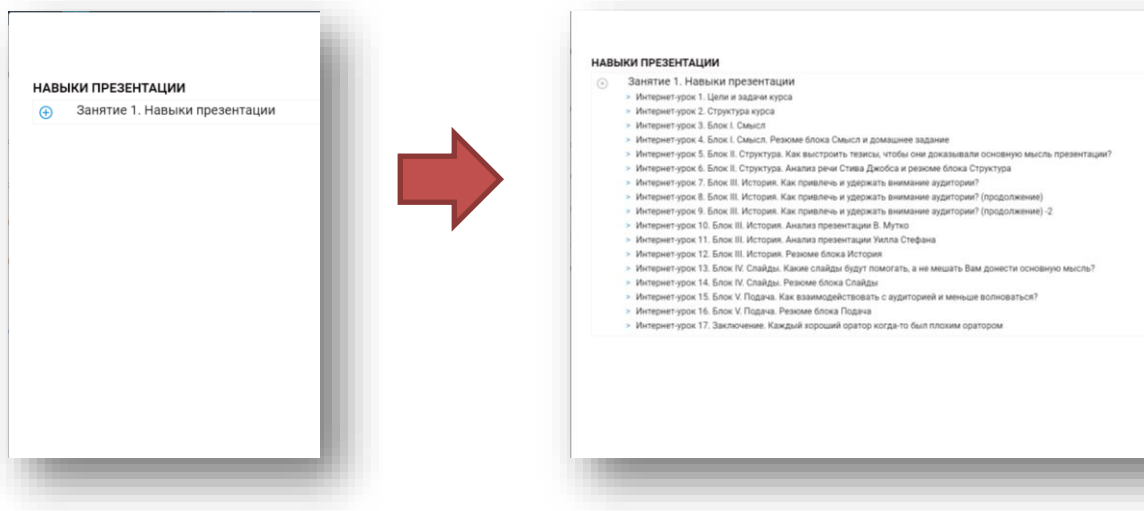 НАВЫКИ ПРЕЗЕНТАЦИИ
Занятие 1. Навыки презентации
НАВЫКИ ПРЕЗЕНТАЦИИ
Занятие 1. Навыки презентации
> Интернет-урок 1. Цели и задачи курса
> Интернет-урок 2. Структура курса
> Интернет-урок 3. Блок I. Смысл
> Интернет-урок 4. Блок I. Смысл. Резюме блока Смысл и домашнее задание
> Интернет-урок 5. Блок II. Структура. Как выстроить тезисы, чтобы они доказывали основную мысль презентации?
> Интернет-урок 6. Блок II. Структура. Анализ речи Стива Джобса и резюме блока Структура
> Интернет-урок 7. Блок III. История. Как привлечь и удержать внимание аудитории?
> Интернет-урок 8. Блок III. История. Как привлечь и удержать внимание аудитории? (продолжение)
> Интернет-урок 9. Блок III. История. Как привлечь и удержать внимание аудитории? (продолжение) -2
> Интернет-урок 10. Блок III. История. Анализ презентации В. Мутко
> Интернет-урок 11. Блок III. История. Анализ презентации Уилла Стефана
> Интернет-урок 12. Блок III. История. Резюме блока История
> Интернет-урок 13. Блок IV. Слайды. Какие слайды будут помогать, а не мешать Вам донести основную мысль?
> Интернет-урок 14. Блок IV. Слайды. Резюме блока Слайды
> Интернет-урок 15. Блок V. Подача. Как взаимодействовать с аудиторией и меньше волноваться?
> Интернет-урок 16. Блок V. Подача. Резюме блока Подача
> Интернет-урок 17. Заключение. Каждый хороший оратор когда-то был плохим оратором